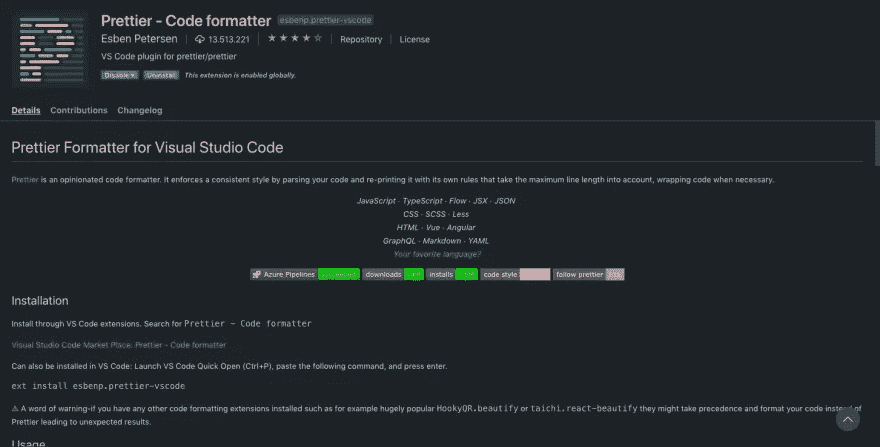 Prettier - Code formatter esbenp.prettier-vscode
Esben Petersen 13.513.221 Repository License
VS Code plugin for prettier/prettier
Disable Uninstall This extension is enabled globally.
Details Contributions Changelog
Prettier Formatter for Visual Studio Code
Prettier is an opinionated code formatter. It enforces a consistent style by parsing your code and re-printing it with its own rules that take the maximum line length into account, wrapping code when necessary.
JavaScript · TypeScript · Flow · JSX · JSON
CSS · SCSS · Less
HTML · Vue · Angular
GraphQL · Markdown · YAML
Your favorite language?
Azure Pipelines downloads installs code style follow prettier
Installation
Install through VS Code extensions. Search for Prettier - Code formatter
Visual Studio Code Market Place: Prettier - Code formatter
Can also be installed in VS Code: Launch VS Code Quick Open (Ctrl+P), paste the following command, and press enter.
ext install esbenp.prettier-vscode
⚠ A word of warning-if you have any other code formatting extensions installed such as for example hugely popular HookyQR.beautify or taichi.react-beautify they might take precedence and format your code instead of
Prettier leading to unexpected results.
Usage